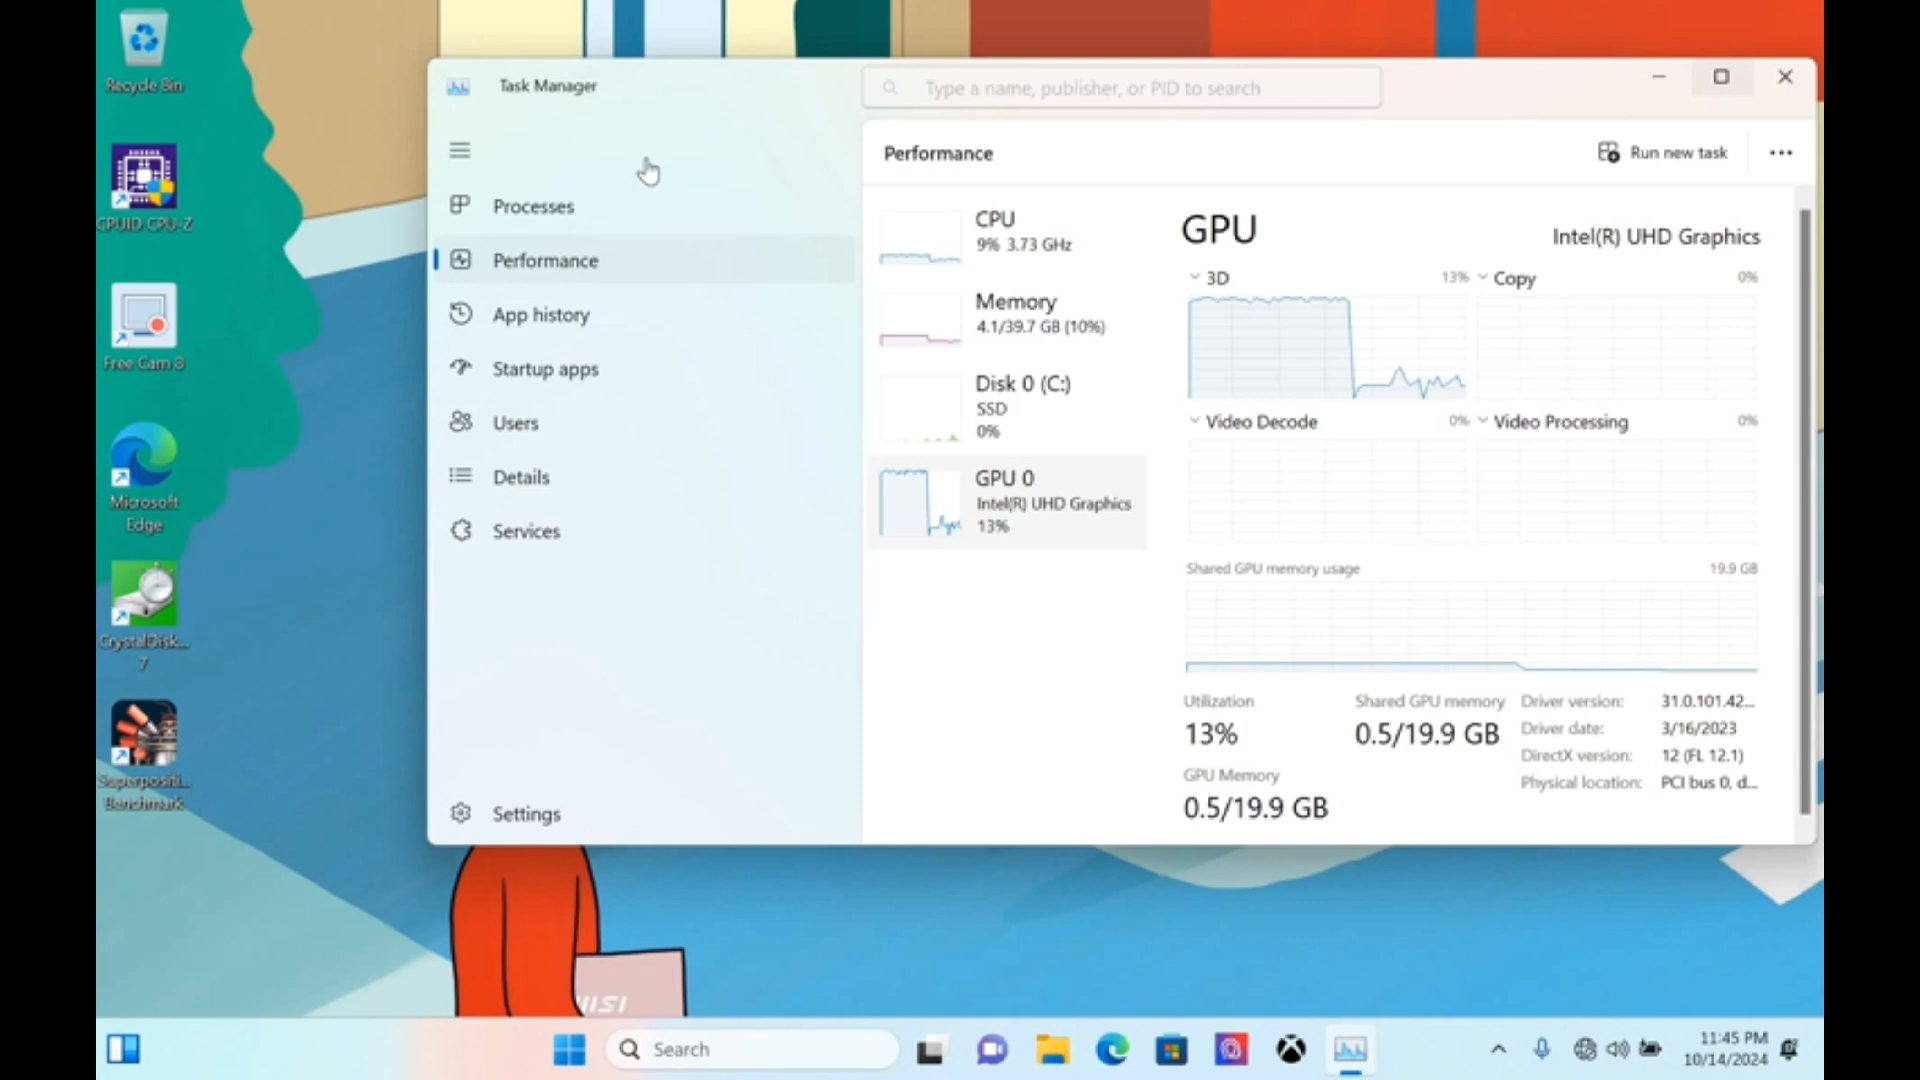 Recycle Bin
CPUID CPU-Z
Free Cam 8
Microsoft
Edge
CrystalDisk...
7
Superpositi...
Benchmark
Task Manager
Type a name, publisher, or PID to search
Processes
Performance
App history
Startup apps
Users
Details
Services
Settings
Performance
Run new task
CPU
9% 3.73 GHz
Memory
4.1/39.7 GB (10%)
Disk 0 (C:)
SSD
0%
GPU 0
Intel(R) UHD Graphics
13%
GPU
Intel(R) UHD Graphics
3D 13%
Copy 0%
Video Decode 0%
Video Processing 0%
Shared GPU memory usage 19.9 GB
Utilization
13%
Shared GPU memory
0.5/19.9 GB
GPU Memory
0.5/19.9 GB
Driver version: 31.0.101.42...
Driver date: 3/16/2023
DirectX version: 12 (FL 12.1)
Physical location: PCI bus 0, d...
Search
11:45 PM
10/14/2024